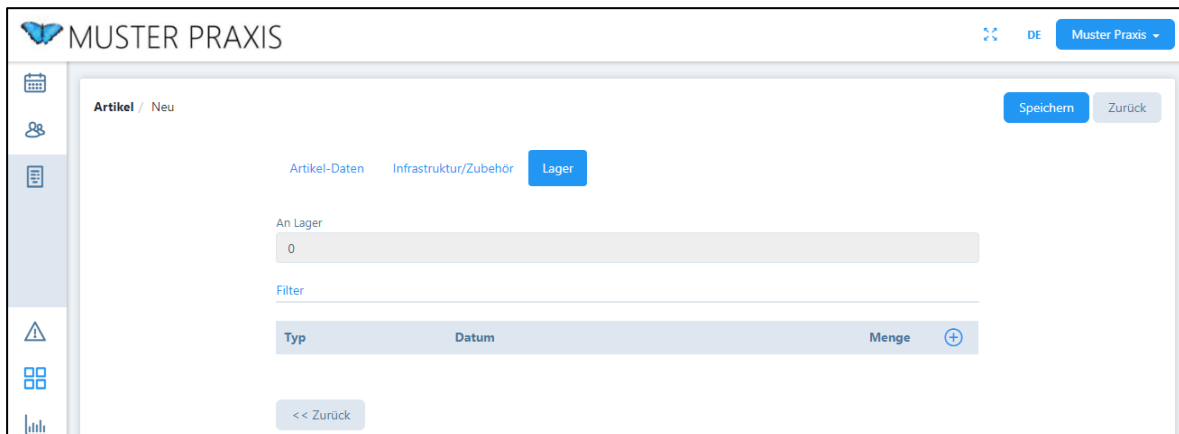 MUSTER PRAXIS
DE
Muster Praxis
Artikel / Neu
Speichern
Zurück
Artikel-Daten
Infrastruktur/Zubehör
Lager
An Lager
0
Filter
Typ
Datum
Menge
<< Zurück